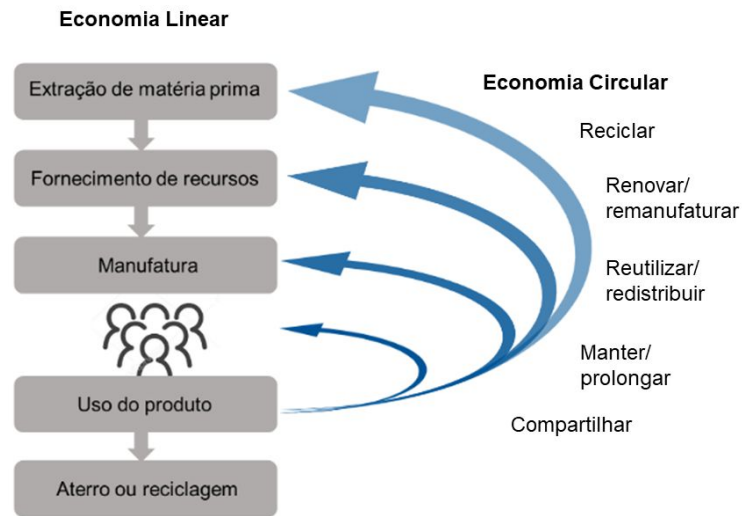 Economia Linear
Extração de matéria prima
Fornecimento de recursos
Manufatura
Uso do produto
Aterro ou reciclagem
Economia Circular
Reciclar
Renovar/
remanufaturar
Reutilizar/
redistribuir
Manter/
prolongar
Compartilhar